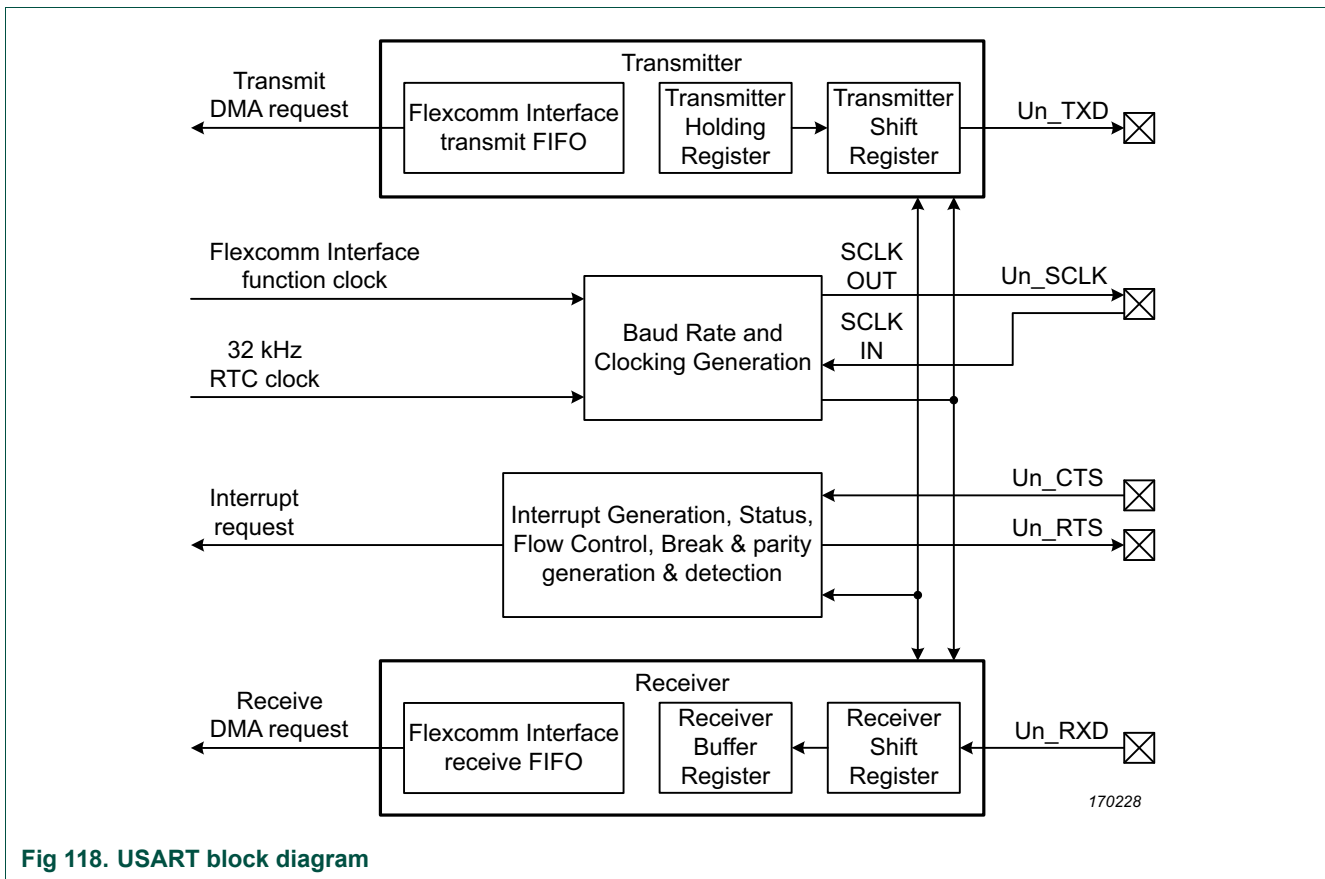 Transmitter
Transmit
DMA request
Flexcomm Interface
transmit FIFO
Transmitter
Holding
Register
Transmitter
Shift
Register
Un_TXD
Flexcomm Interface
function clock
32 kHz
RTC clock
Baud Rate and
Clocking Generation
SCLK
OUT
SCLK
IN
Un_SCLK
Interrupt
request
Interrupt Generation, Status,
Flow Control, Break & parity
generation & detection
Un_CTS
Un_RTS
Receiver
Receive
DMA request
Flexcomm Interface
receive FIFO
Receiver
Buffer
Register
Receiver
Shift
Register
Un_RXD
170228
Fig 118. USART block diagram